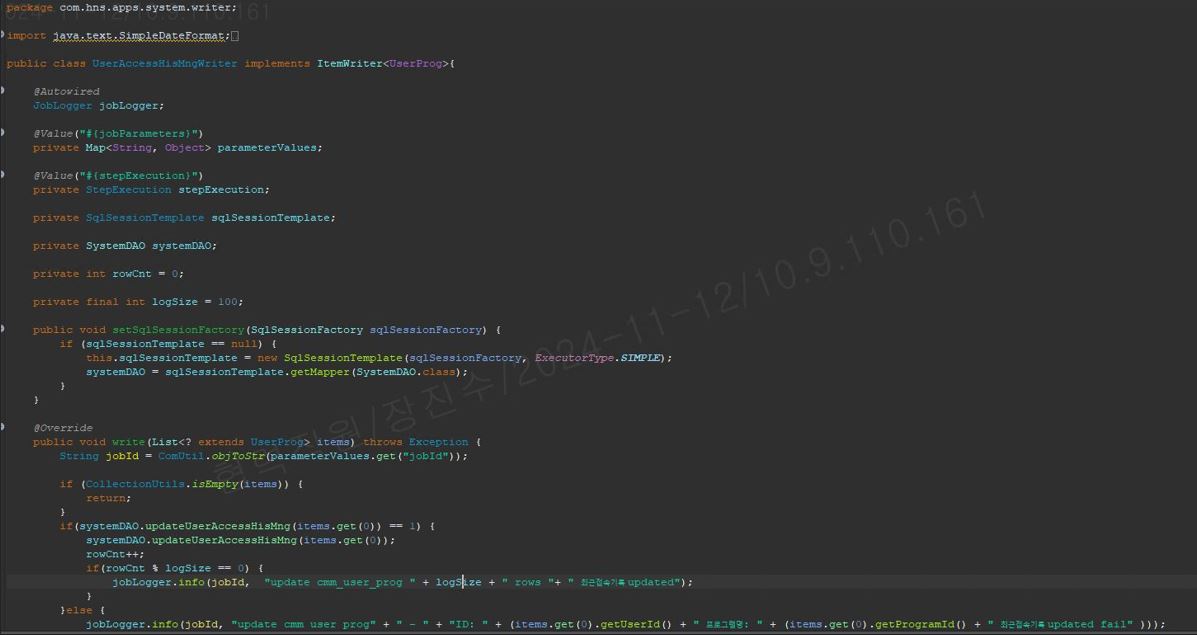 package com.hns.apps.system.writer;
import java.text.SimpleDateFormat;
public class UserAccessHisMngWriter implements ItemWriter<UserProg>{
@Autowired
JobLogger jobLogger;
@Value("#{jobParameters}")
private Map<String, Object> parameterValues;
@Value("#{stepExecution}")
private StepExecution stepExecution;
private SqlSessionTemplate sqlSessionTemplate;
private SystemDAO systemDAO;
private int rowCnt = 0;
private final int logSize = 100;
public void setSqlSessionFactory(SqlSessionFactory sqlSessionFactory) {
if (sqlSessionTemplate == null) {
this.sqlSessionTemplate = new SqlSessionTemplate(sqlSessionFactory, ExecutorType.SIMPLE);
systemDAO = sqlSessionTemplate.getMapper(SystemDAO.class);
}
}
@Override
public void write(List<? extends UserProg> items) throws Exception {
String jobId = ComUtil.objToStr(parameterValues.get("jobId"));
if (CollectionUtils.isEmpty(items)) {
return;
}
if(systemDAO.updateUserAccessHisMng(items.get(0)) == 1) {
systemDAO.updateUserAccessHisMng(items.get(0));
rowCnt++;
if(rowCnt % logSize == 0) {
jobLogger.info(jobId, "update cmm_user_prog " + logSize + " rows "+ " 최근접속기록 updated");
}
}else {
jobLogger.info(jobId, "update cmm user prog" + " - " + "ID: " + (items.get(0).getUserId() + " 프로그램명: " + (items.get(0).getProgramId() + " 최근접속기록 updated fail" )));
협력직원/장진수/2024-11-12/10.9.110.161
024-11-12/10.9.110.161